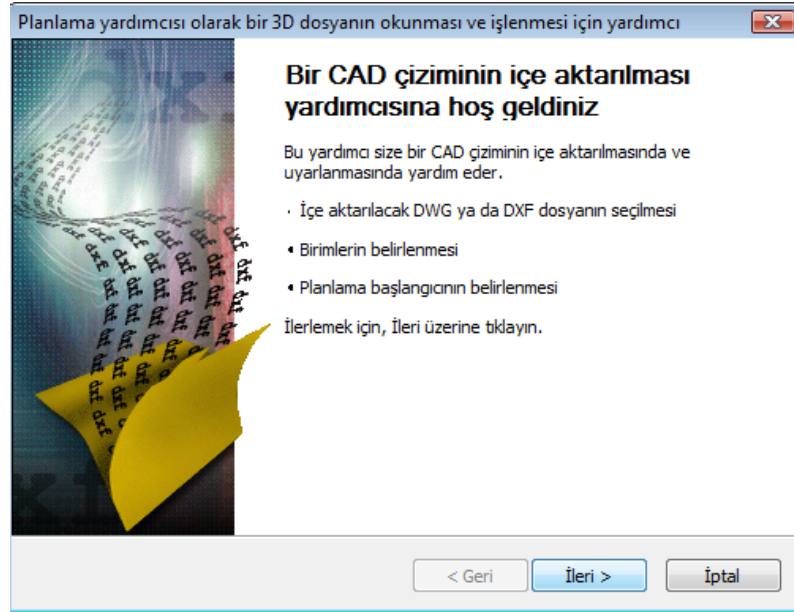 Planlama yardımcısı olarak bir 3D dosyanın okunması ve işlenmesi için yardımcı
Bir CAD çiziminin içe aktarılması
yardımcısına hoş geldiniz
Bu yardımcı size bir CAD çiziminin içe aktarılmasında ve
uyarlanmasında yardım eder.
· İçe aktarılacak DWG ya da DXF dosyanın seçilmesi
• Birimlerin belirlenmesi
• Planlama başlangıcının belirlenmesi
İlerlemek için, İleri üzerine tıklayın.
< Geri
İleri >
İptal